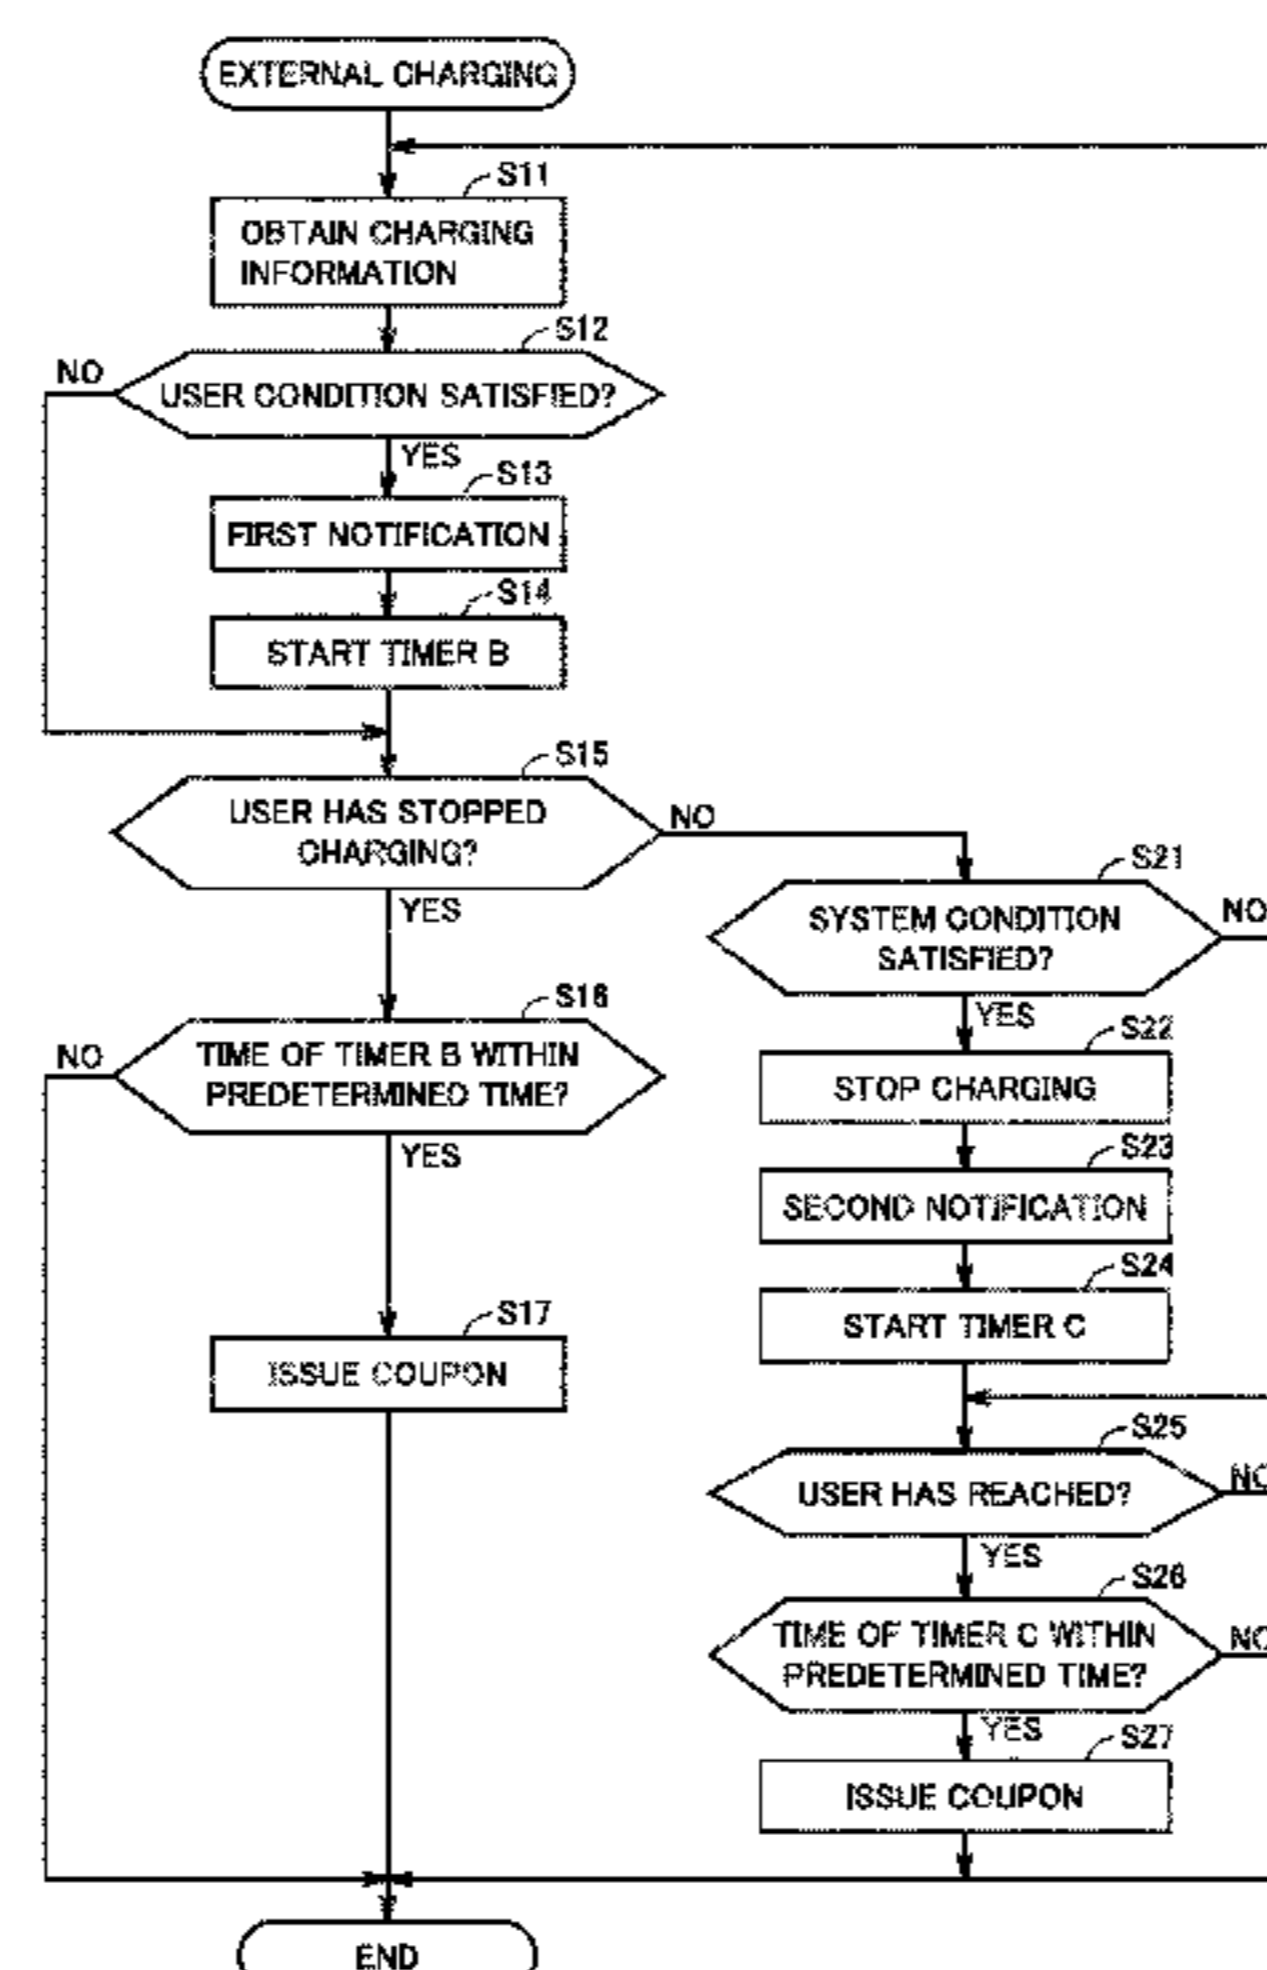 EXTERNAL CHARGING
S11
OBTAIN CHARGING
INFORMATION
S12
NO
USER CONDITION SATISFIED?
YES
S13
FIRST NOTIFICATION
S14
START TIMER B
S15
USER HAS STOPPED
CHARGING?
NO
YES
S16
NO
TIME OF TIMER B WITHIN
PREDETERMINED TIME?
YES
S17
ISSUE COUPON
S21
SYSTEM CONDITION
SATISFIED?
NO
YES
S22
STOP CHARGING
S23
SECOND NOTIFICATION
S24
START TIMER C
S25
USER HAS REACHED?
NO
YES
S26
TIME OF TIMER C WITHIN
PREDETERMINED TIME?
NO
YES
S27
ISSUE COUPON
END